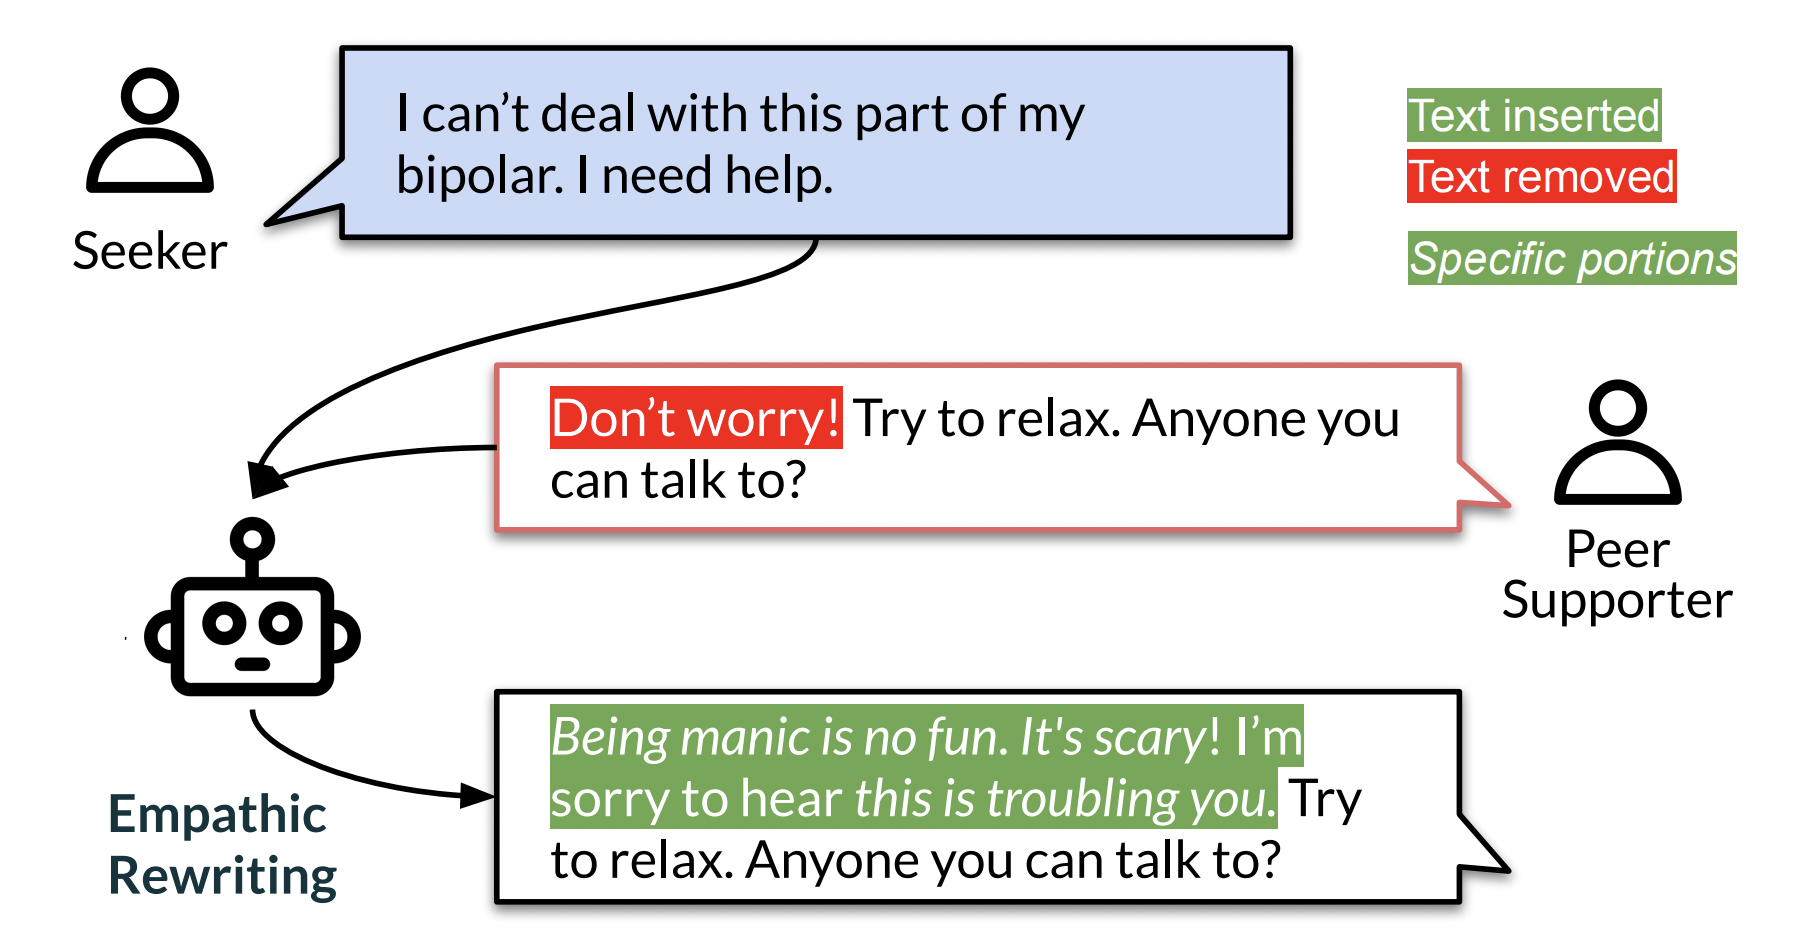 I can’t deal with this part of my
bipolar. I need help.
Seeker
Text inserted
Text removed
Specific portions
Don’t worry! Try to relax. Anyone you
can talk to?
Peer
Supporter
Being manic is no fun. It's scary! I’m
sorry to hear this is troubling you. Try
to relax. Anyone you can talk to?
Empathic
Rewriting